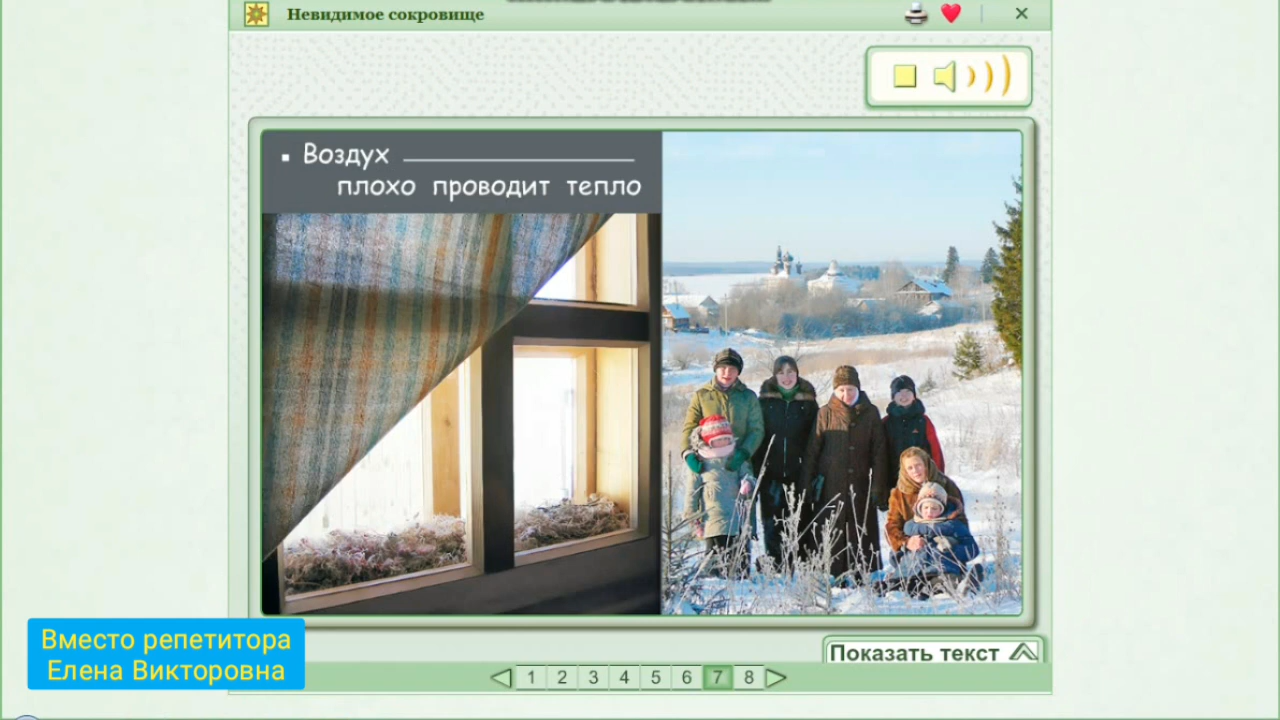 Невидимое сокровище
▪ Воздух ____________
плохо проводит тепло
Вместо репетитора
Елена Викторовна
Показать текст
1 2 3 4 5 6 7 8